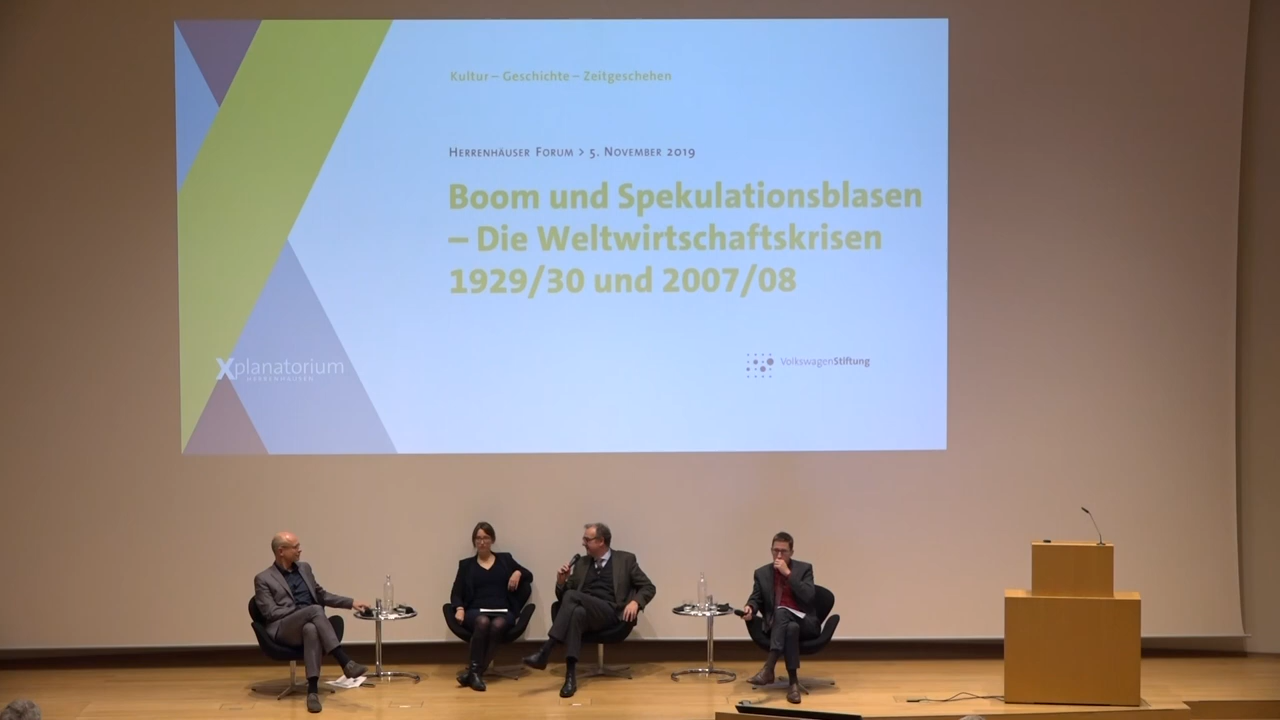 Kultur – Geschichte – Zeitgeschehen
Herrenhäuser Forum > 5. November 2019
Boom und Spekulationsblasen
– Die Weltwirtschaftskrisen
1929/30 und 2007/08
Xplanatorium
HERRENHAUSEN
VolkswagenStiftung